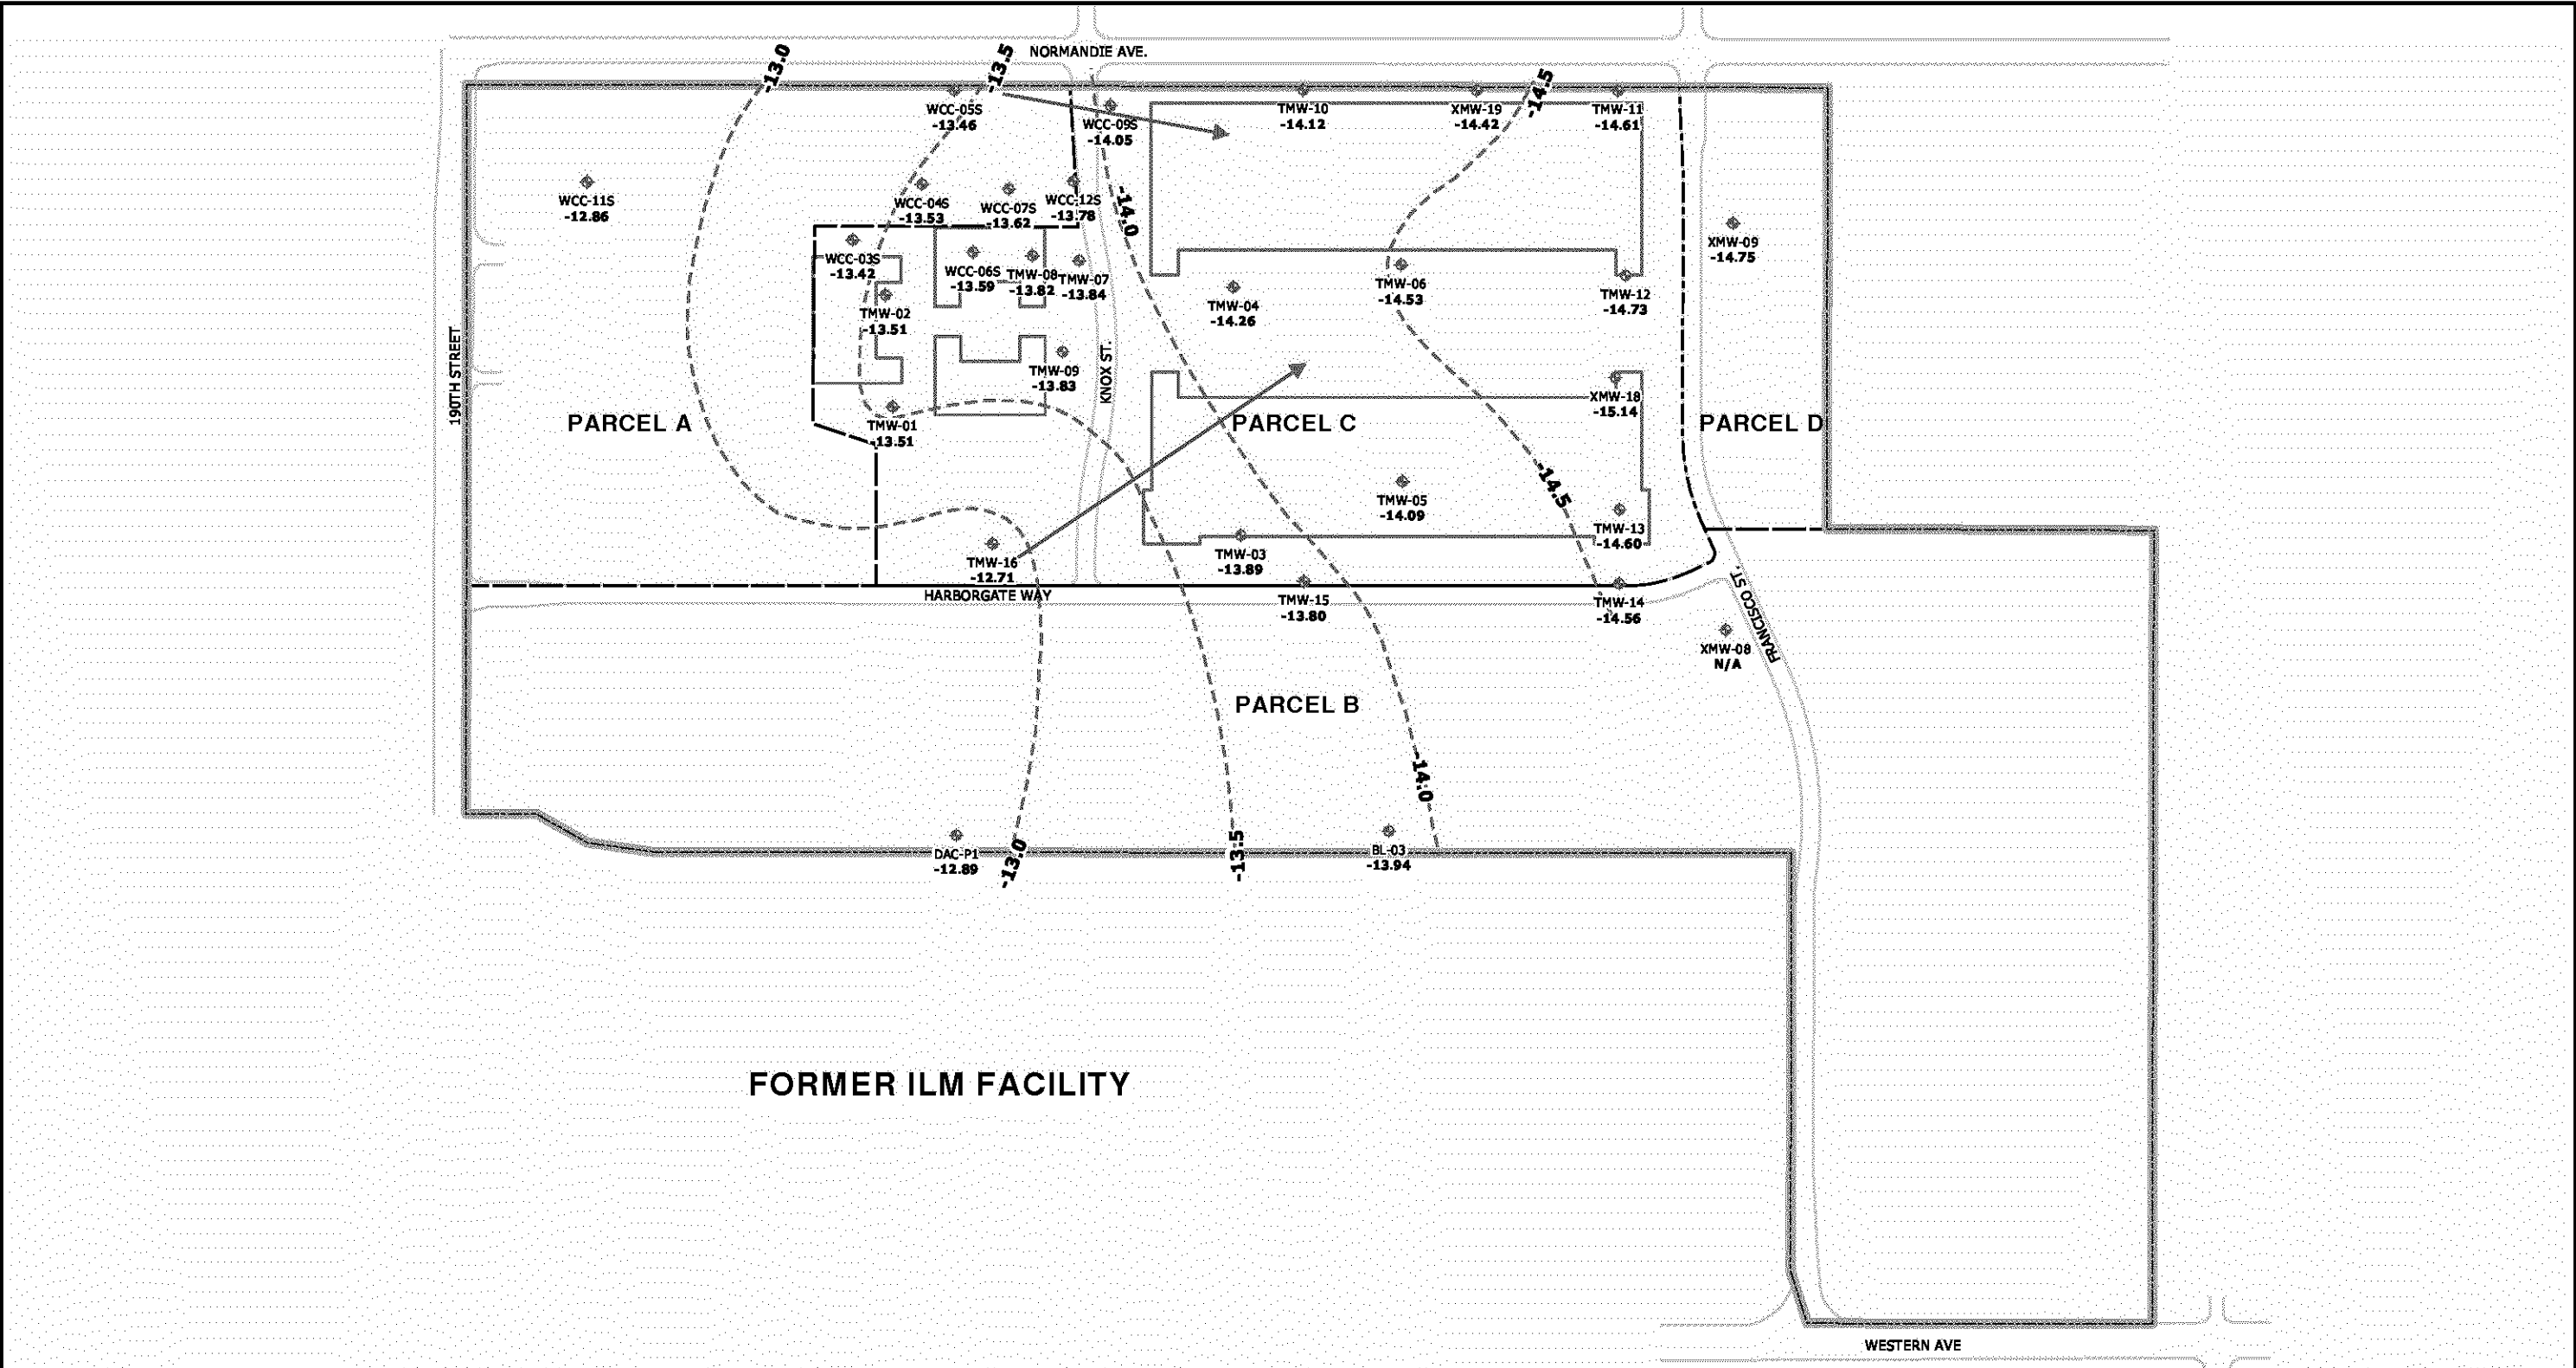 -13.0
-13.5
NORMANDIE AVE.
-14.5
WCC-05S
-13.46
WCC-09S
-14.05
TMW-10
-14.12
XMW-19
-14.42
TMW-11
-14.61
WCC-11S
-12.86
WCC-04S
-13.53
WCC-07S
-13.62
WCC-12S
-13.78
-14.0
XMW-09
-14.75
WCC-03S
-13.42
WCC-06S
-13.59
TMW-08
-13.82
TMW-07
-13.84
TMW-04
-14.26
TMW-06
-14.53
TMW-12
-14.73
TMW-02
-13.51
190TH STREET
KNOX ST.
TMW-09
-13.83
XMW-18
-15.14
PARCEL A
TMW-01
-13.51
PARCEL C
PARCEL D
-14.5
TMW-05
-14.09
TMW-13
-14.60
TMW-16
-12.71
TMW-03
-13.89
HARBORGATE WAY
TMW-15
-13.80
TMW-14
-14.56
FRANCISCO ST.
XMW-08
N/A
PARCEL B
-14.0
DAC-P1
-12.89
-13.0
-13.5
BL-03
-13.94
FORMER ILM FACILITY
WESTERN AVE